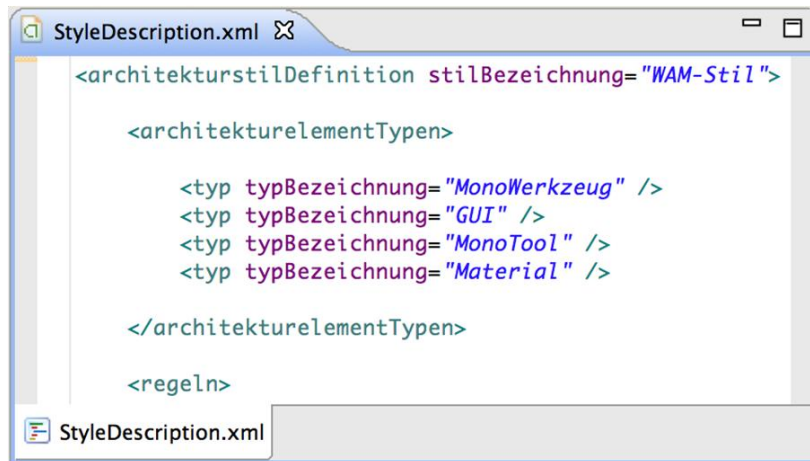 StyleDescription.xml
<architekturstilDefinition stilBezeichnung="WAM-Stil">
<architekturelementTypen>
<typ typBezeichnung="MonoWerkzeug" />
<typ typBezeichnung="GUI" />
<typ typBezeichnung="MonoTool" />
<typ typBezeichnung="Material" />
</architekturelementTypen>
<regeln>
StyleDescription.xml